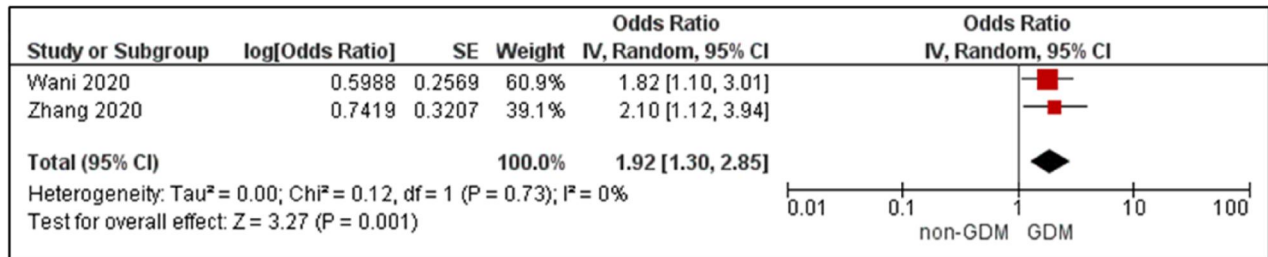 Odds Ratio Odds Ratio
Study or Subgroup log[Odds Ratio] SE Weight IV, Random, 95% CI IV, Random, 95% CI
Wani 2020 0.5988 0.2569 60.9% 1.82 [1.10, 3.01]
Zhang 2020 0.7419 0.3207 39.1% 2.10 [1.12, 3.94]
Total (95% CI) 100.0% 1.92 [1.30, 2.85]
Heterogeneity: Tau² = 0.00; Chi² = 0.12, df = 1 (P = 0.73); I² = 0%
Test for overall effect: Z = 3.27 (P = 0.001)
0.01 0.1 1 10 100
non-GDM GDM